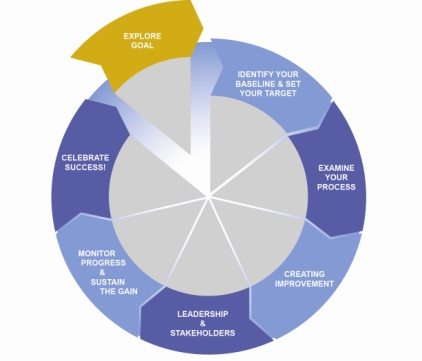 EXPLORE
GOAL
IDENTIFY YOUR
BASELINE & SET
YOUR TARGET
EXAMINE
YOUR
PROCESS
CREATING
IMPROVEMENT
LEADERSHIP
&
STAKEHOLDERS
MONITOR
PROGRESS
&
SUSTAIN
THE GAIN
CELEBRATE
SUCCESS!